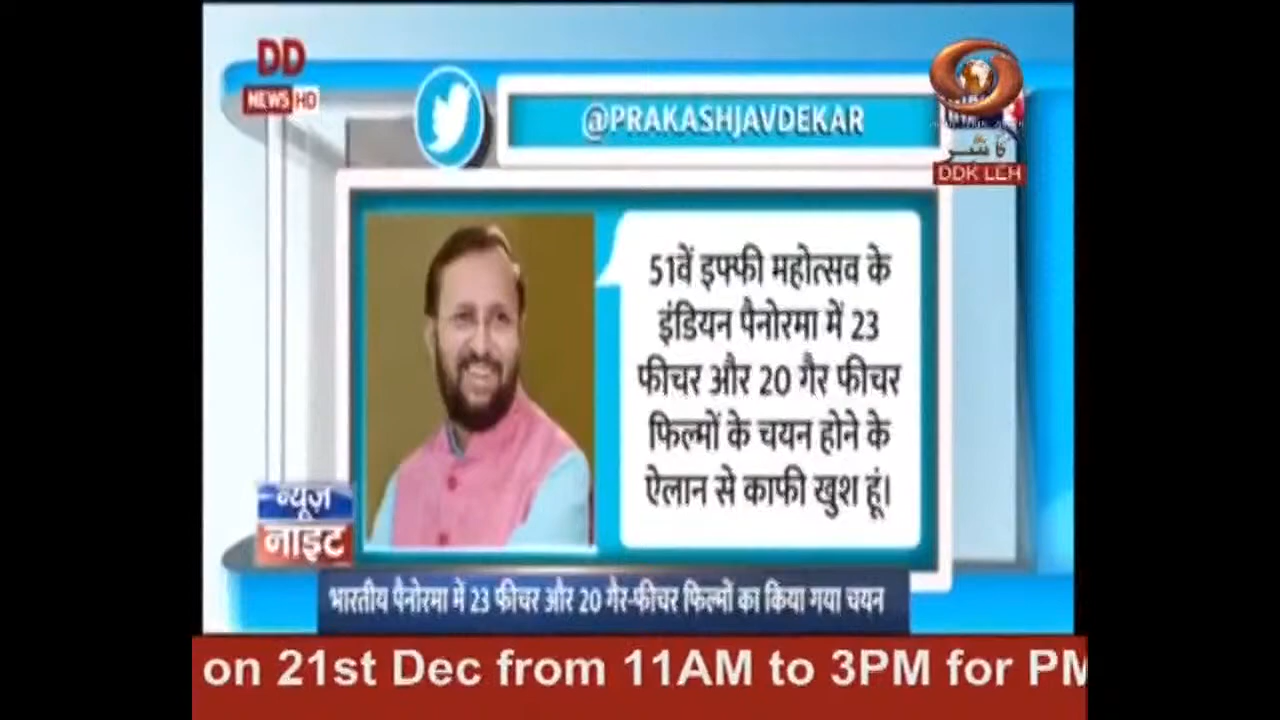 DD
NEWS HD
@PRAKASHJAVDEKAR
DDK LEH
51वें इफ्फी महोत्सव के
इंडियन पैनोरमा में 23
फीचर और 20 गैर फीचर
फिल्मों के चयन होने के
ऐलान से काफी खुश हूं।
न्यूज़
नाइट
भारतीय पैनोरमा में 23 फीचर और 20 गैर-फीचर फिल्मों का किया गया चयन
on 21st Dec from 11AM to 3PM for PM